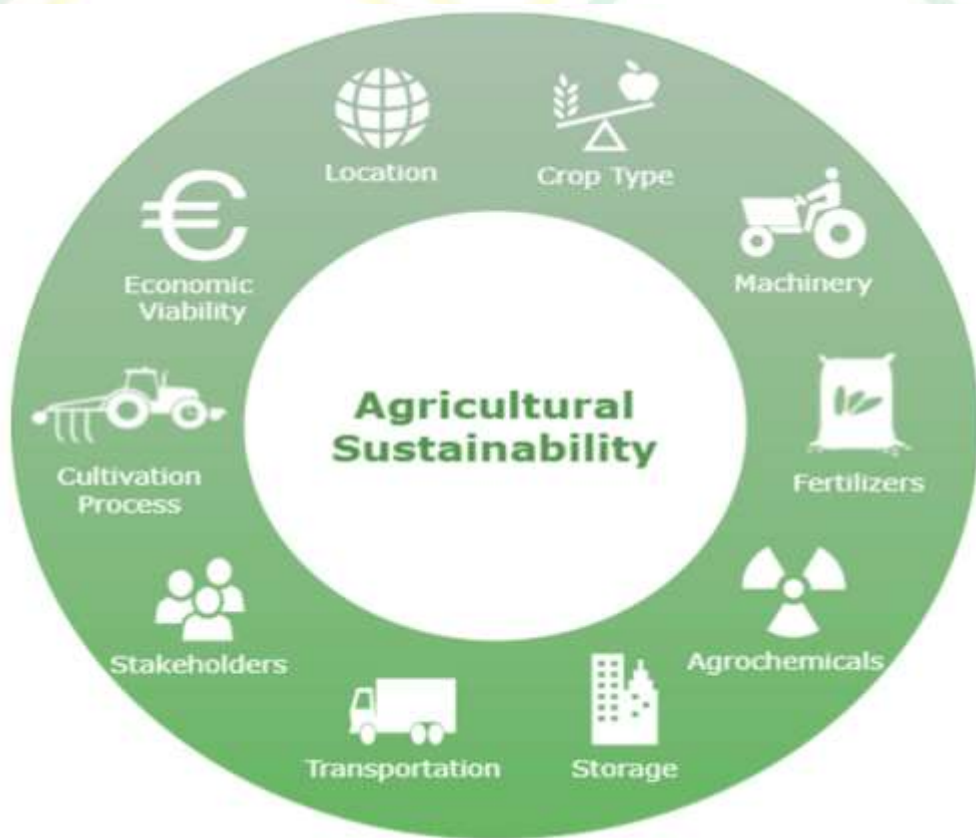 Location
Crop Type
Machinery
Fertilizers
Agrochemicals
Storage
Transportation
Stakeholders
Cultivation
Process
Economic
Viability
Agricultural
Sustainability